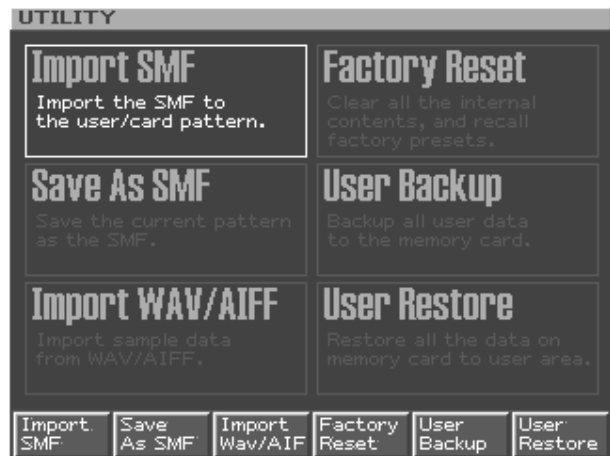 UTILITY
Import SMF
Import the SMF to
the user/card pattern.
Factory Reset
Clear all the internal
contents, and recall
factory presets.
Save As SMF
Save the current pattern
as the SMF.
User Backup
Backup all user data
to the memory card.
Import WAV/AIFF
Import sample data
from WAV/AIFF.
User Restore
Restore all the data on
memory card to user area.
Import
SMF
Save
As SMF
Import
Wav/AIF
Factory
Reset
User
Backup
User
Restore